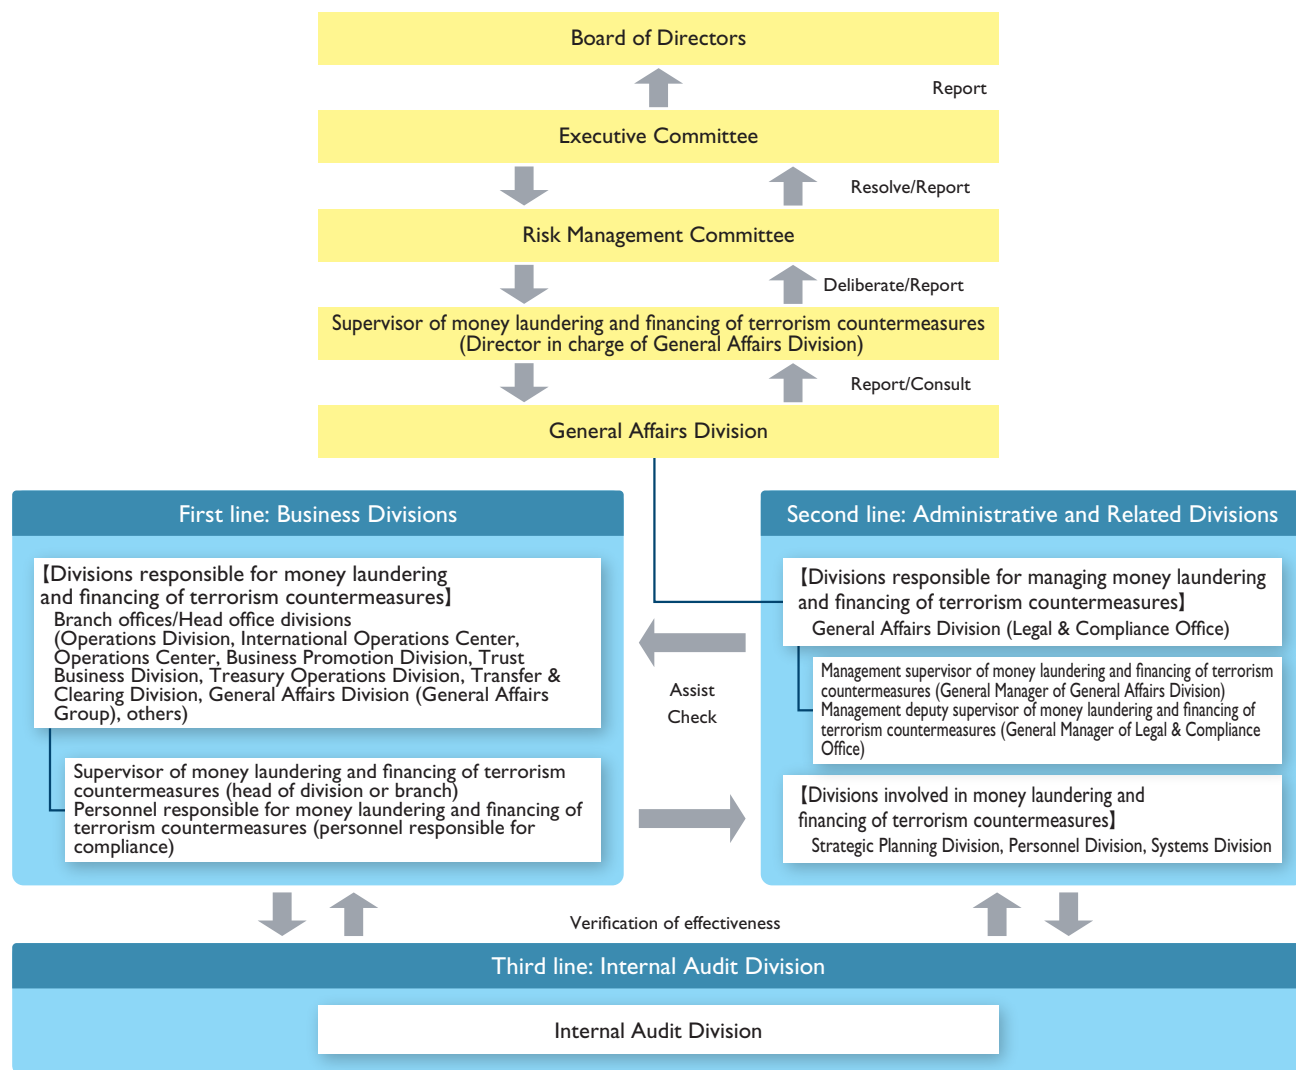 Board of Directors
Report
Executive Committee
Resolve/Report
Risk Management Committee
Deliberate/Report
Supervisor of money laundering and financing of terrorism countermeasures
(Director in charge of General Affairs Division)
Report/Consult
General Affairs Division
First line: Business Divisions
【Divisions responsible for money laundering
and financing of terrorism countermeasures】
Branch offices/Head office divisions
(Operations Division, International Operations Center,
Operations Center, Business Promotion Division, Trust
Business Division, Treasury Operations Division, Transfer &
Clearing Division, General Affairs Division (General Affairs
Group), others)
Supervisor of money laundering and financing of terrorism
countermeasures (head of division or branch)
Personnel responsible for money laundering and financing of
terrorism countermeasures (personnel responsible for
compliance)
Assist
Check
Second line: Administrative and Related Divisions
【Divisions responsible for managing money laundering
and financing of terrorism countermeasures】
General Affairs Division (Legal & Compliance Office)
Management supervisor of money laundering and financing of terrorism
countermeasures (General Manager of General Affairs Division)
Management deputy supervisor of money laundering and financing of
terrorism countermeasures (General Manager of Legal & Compliance
Office)
【Divisions involved in money laundering and
financing of terrorism countermeasures】
Strategic Planning Division, Personnel Division, Systems Division
Verification of effectiveness
Third line: Internal Audit Division
Internal Audit Division